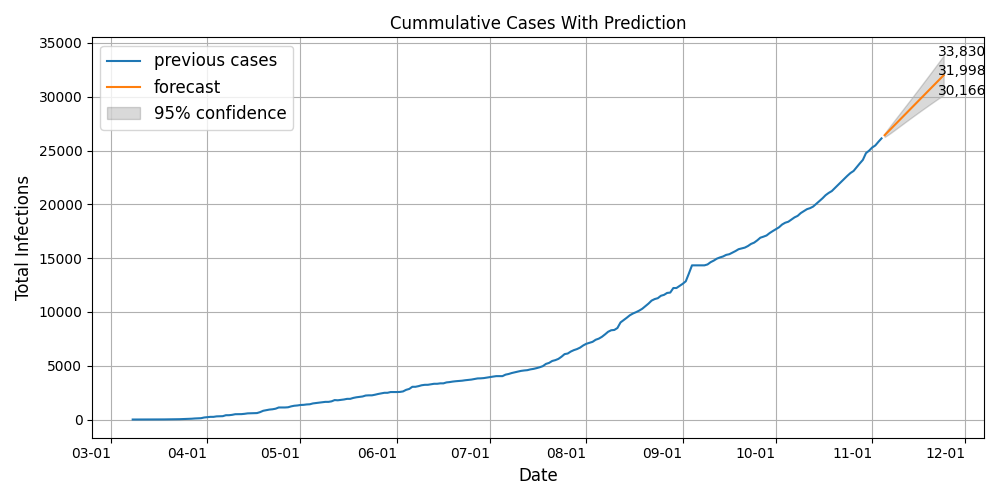 Cummulative Cases With Prediction
previous cases
forecast
95% confidence
33,830
31,998
30,166
35000
30000
25000
20000
15000
10000
5000
0
Total Infections
03-01 04-01 05-01 06-01 07-01 08-01 09-01 10-01 11-01 12-01
Date